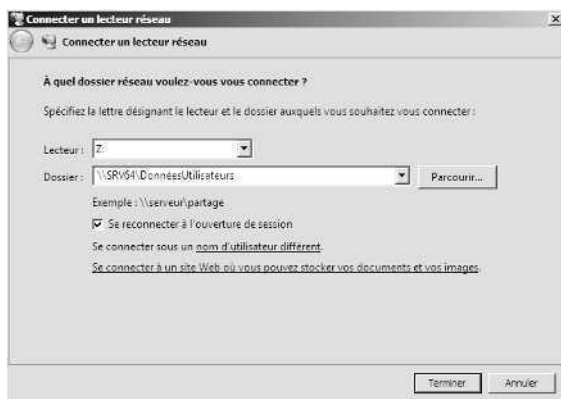 Connecter un lecteur réseau
Connecter un lecteur réseau
À quel dossier réseau voulez-vous vous connecter ?
Spécifiez la lettre désignant le lecteur et le dossier auxquels vous souhaitez vous connecter :
Lecteur : Z:
Dossier : \\SRV64\DonnéesUtilisateurs Parcourir...
Exemple : \\serveur\partage
Se reconnecter à l'ouverture de session
Se connecter sous un nom d'utilisateur différent.
Se connecter à un site Web où vous pouvez stocker vos documents et vos images.
Terminer Annuler